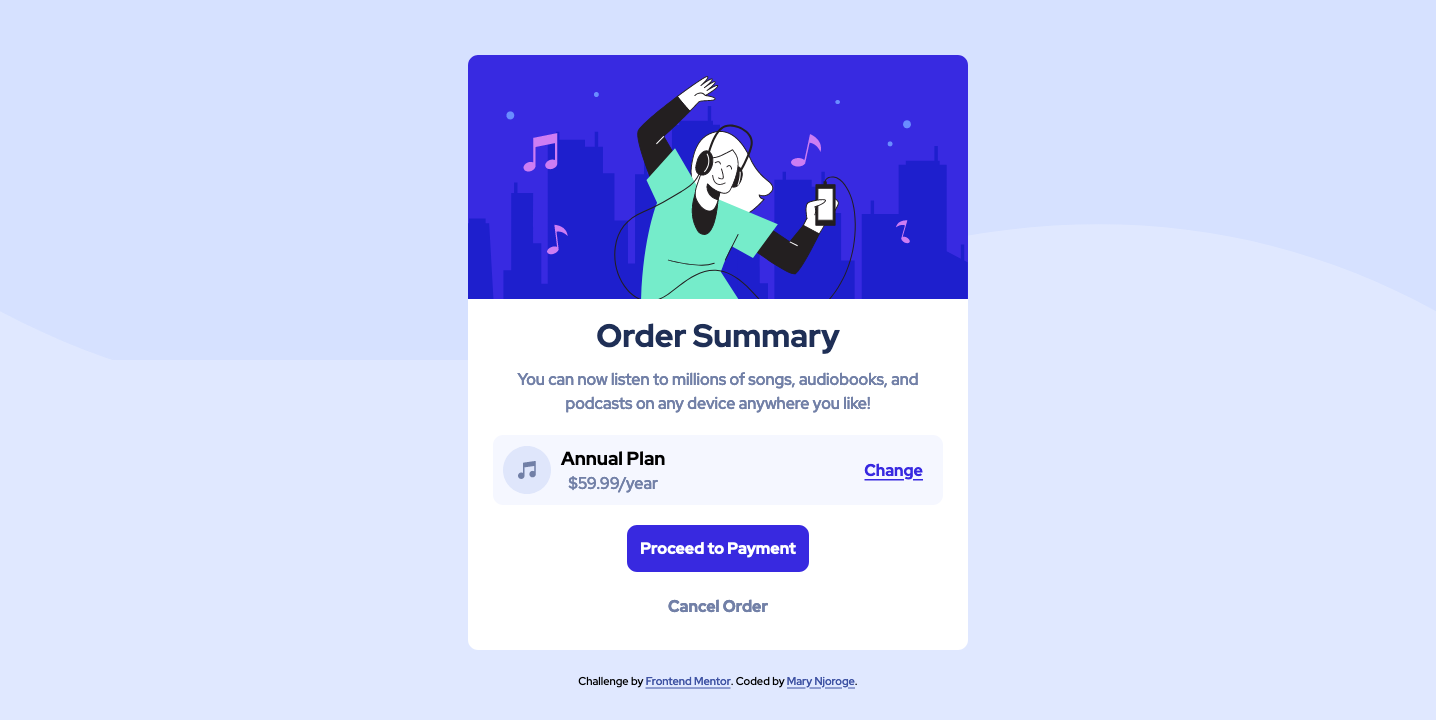 Order Summary
You can now listen to millions of songs, audiobooks, and
podcasts on any device anywhere you like!
Annual Plan
$59.99/year
Change
Proceed to Payment
Cancel Order
Challenge by Frontend Mentor. Coded by Mary Njoroge.